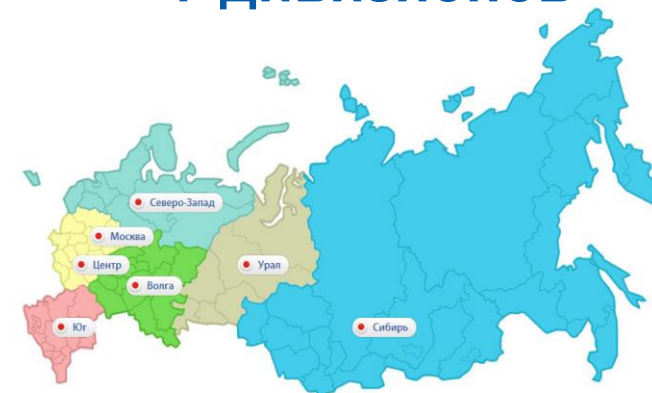 Северо-Запад
Москва
Центр
Урал
Волга
Юг
Сибирь